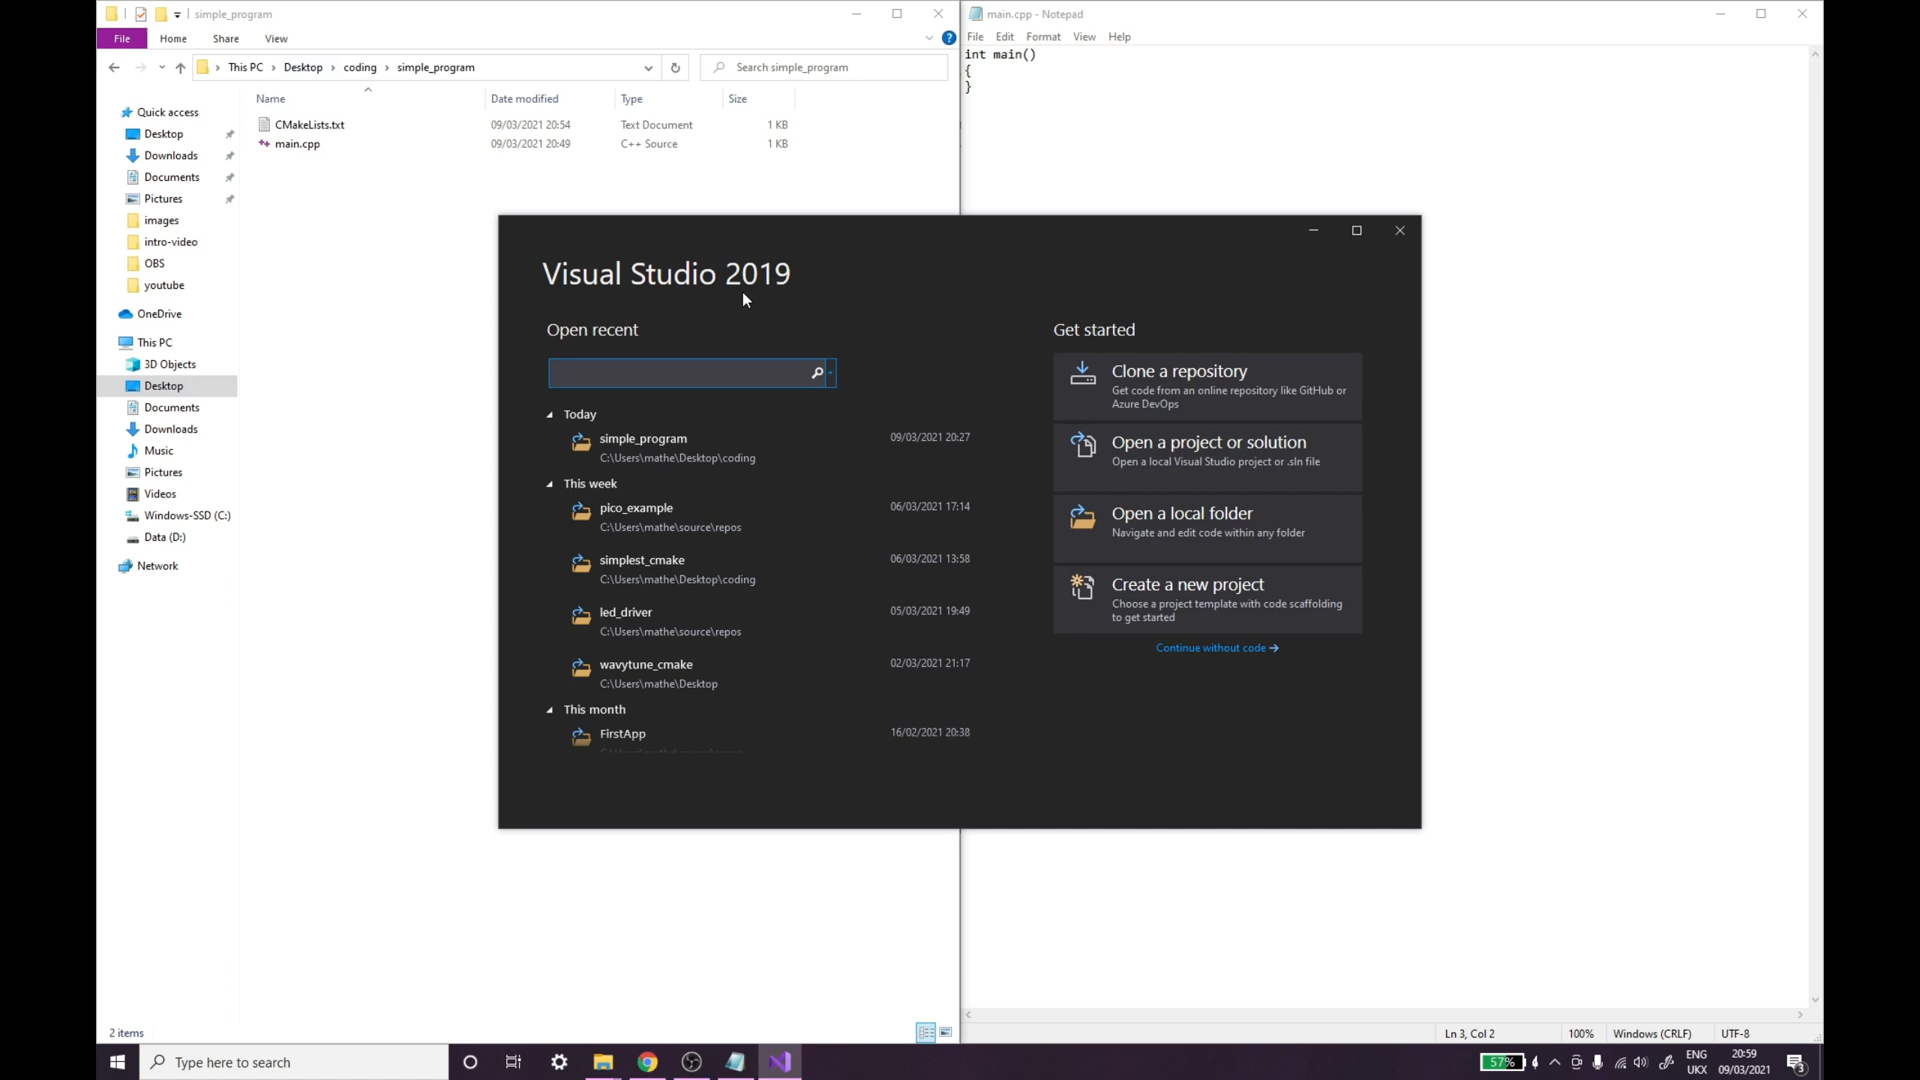 simple_program
File
Home
Share
View
This PC
Desktop
coding
simple_program
Search simple_program
Name
Date modified
Type
Size
CMakeLists.txt
09/03/2021 20:54
Text Document
1 KB
main.cpp
09/03/2021 20:49
C++ Source
1 KB
Quick access
Desktop
Downloads
Documents
Pictures
images
intro-video
OBS
youtube
OneDrive
This PC
3D Objects
Desktop
Documents
Downloads
Music
Pictures
Videos
Windows-SSD (C:)
Data (D:)
Network
2 items
main.cpp - Notepad
File
Edit
Format
View
Help
int main()
{
}
Ln 3, Col 2
100%
Windows (CRLF)
UTF-8
Visual Studio 2019
Open recent
Today
simple_program
09/03/2021 20:27
C:\Users\mathe\Desktop\coding
This week
pico_example
06/03/2021 17:14
C:\Users\mathe\source\repos
simplest_cmake
06/03/2021 13:58
C:\Users\mathe\Desktop\coding
led_driver
05/03/2021 19:49
C:\Users\mathe\source\repos
wavytune_cmake
02/03/2021 21:17
C:\Users\mathe\Desktop
This month
FirstApp
16/02/2021 20:38
Get started
Clone a repository
Get code from an online repository like GitHub or
Azure DevOps
Open a project or solution
Open a local Visual Studio project or .sln file
Open a local folder
Navigate and edit code within any folder
Create a new project
Choose a project template with code scaffolding
to get started
Continue without code →
Type here to search
57%
ENG
UKX
20:59
09/03/2021
3